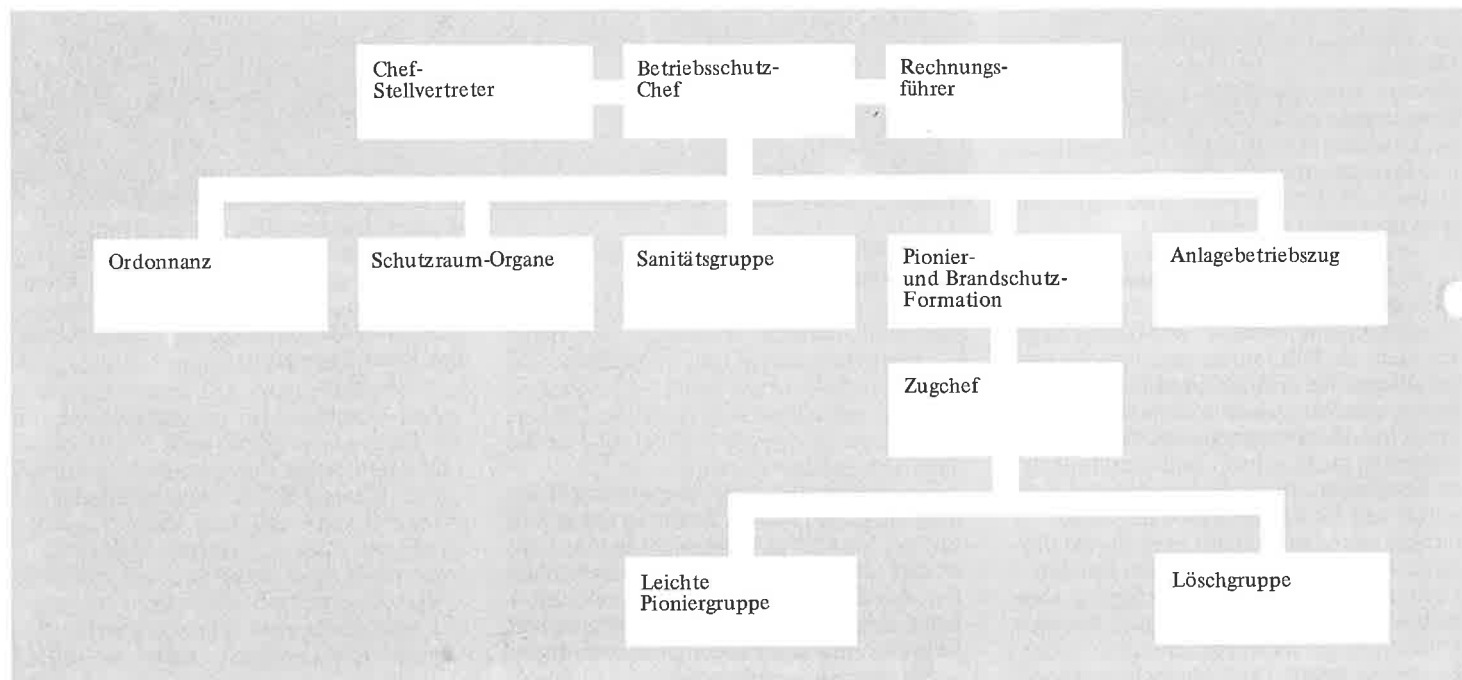 Chef-
Stellvertreter
Betriebsschutz-
Chef
Rechnungs-
führer
Ordonnanz
Schutzraum-Organe
Sanitätsgruppe
Pionier-
und Brandschutz-
Formation
Anlagebetriebszug
Zugchef
Leichte
Pioniergruppe
Löschgruppe